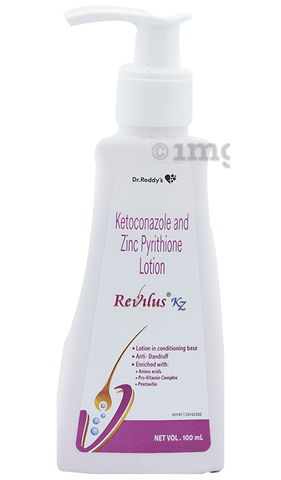 © 1mg
Dr.Reddy's
Ketoconazole and
Zinc Pyrithione
Lotion
Revilus® KZ
• Lotion in conditioning base
• Anti- Dandruff
• Enriched with:
• Amino acids
• Pro-Vitamin Complex
• Pentavitin
NET VOL. 100 mL